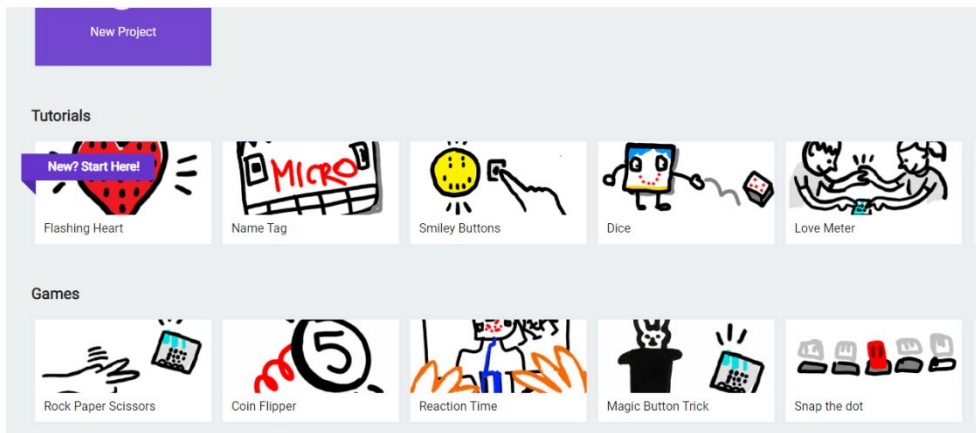 New Project
Tutorials
New? Start Here!
MICRO
Flashing Heart
Name Tag
Smiley Buttons
Dice
Love Meter
Games
5
Rock Paper Scissors
Coin Flipper
Reaction Time
Magic Button Trick
Snap the dot